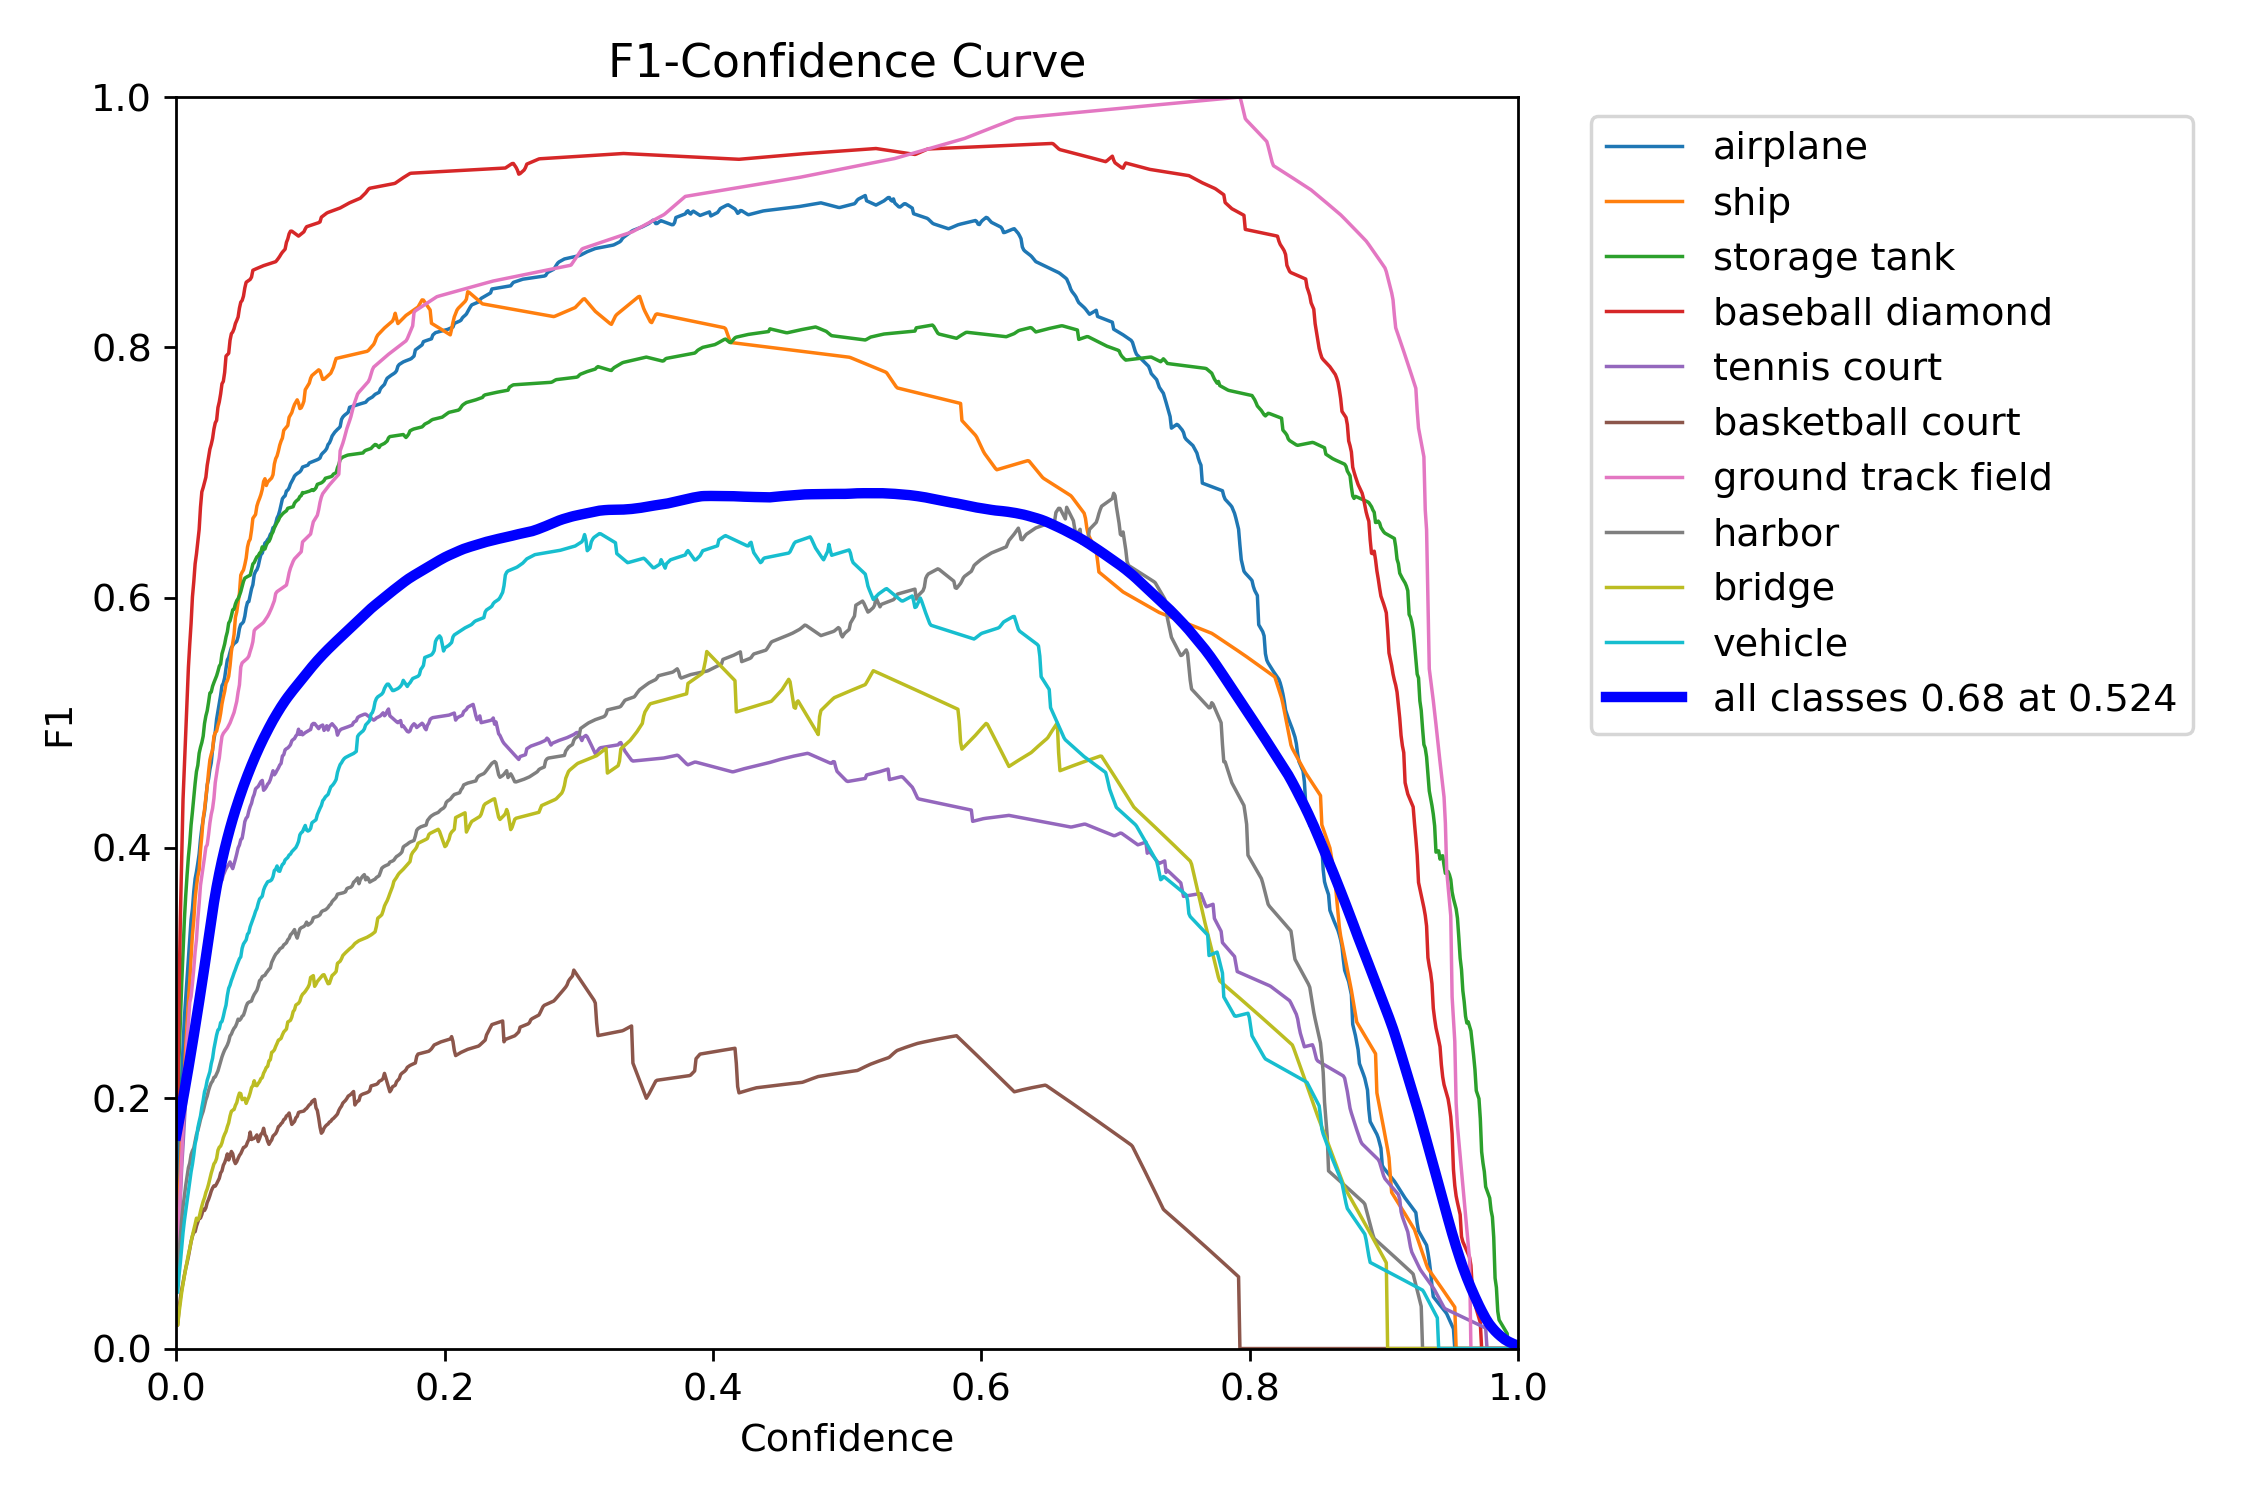 F1-Confidence Curve
1.0
0.8
0.6
0.4
0.2
0.0
F1
0.0 0.2 0.4 0.6 0.8 1.0
Confidence
airplane
ship
storage tank
baseball diamond
tennis court
basketball court
ground track field
harbor
bridge
vehicle
all classes 0.68 at 0.524